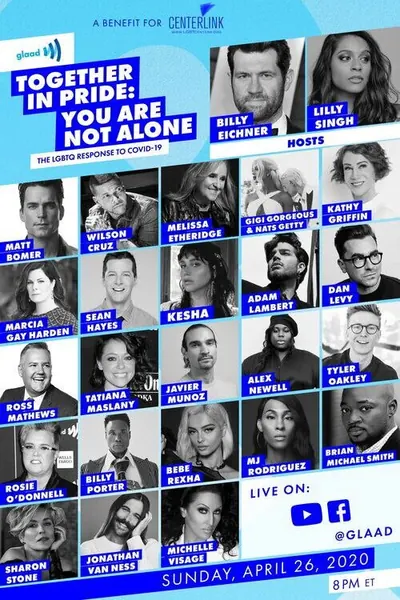 A BENEFIT FOR CENTERLINK
glaad
TOGETHER
IN PRIDE:
YOU ARE
NOT ALONE
THE LGBTQ RESPONSE TO COVID-19
BILLY
EICHNER
LILLY
SINGH
HOSTS
MATT
BOMER
WILSON
CRUZ
MELISSA
ETHERIDGE
GIGI GORGEOUS
& NATS GETTY
KATHY
GRIFFIN
MARCIA
GAY HARDEN
SEAN
HAYES
KESHA
ADAM
LAMBERT
DAN
LEVY
ROSS
MATHEWS
TATIANA
MASLANY
JAVIER
MUNOZ
ALEX
NEWELL
TYLER
OAKLEY
ROSIE
O'DONNELL
BILLY
PORTER
BEBE
REXHA
MJ
RODRIGUEZ
BRIAN
MICHAEL SMITH
SHARON
STONE
JONATHAN
VAN NESS
MICHELLE
VISAGE
LIVE ON:
@GLAAD
SUNDAY, APRIL 26, 2020
8PM ET